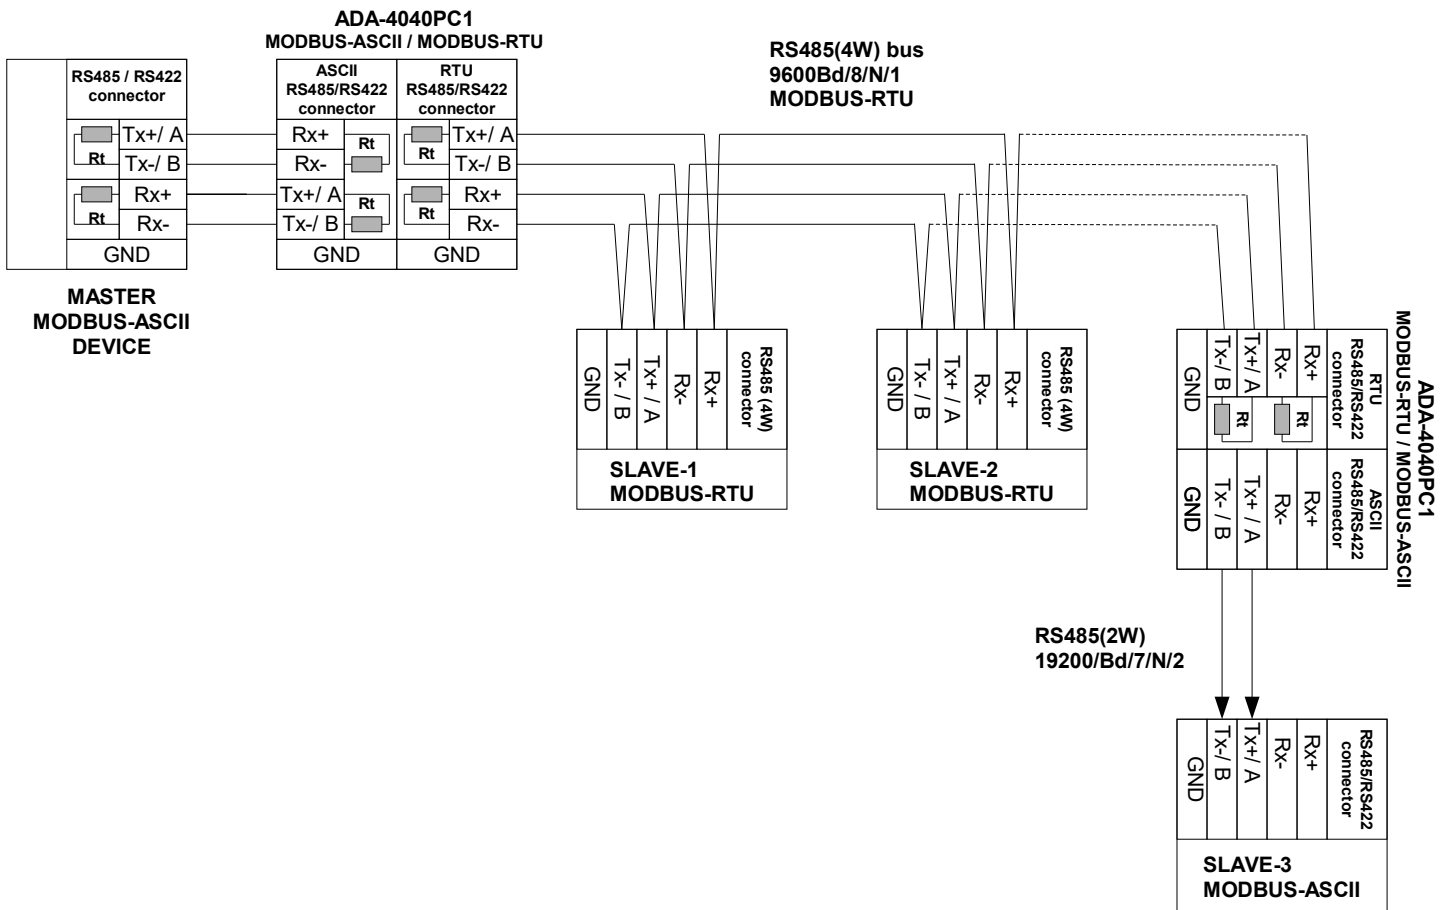 ADA-4040PC1
MODBUS-ASCII / MODBUS-RTU
RS485 / RS422
connector
Tx+/ A
Tx-/ B
Rx+
Rx-
GND
Rt
Rt
MASTER
MODBUS-ASCII
DEVICE
ASCII
RS485/RS422
connector
Rx+
Rx-
Tx+/ A
Tx-/ B
GND
Rt
Rt
RTU
RS485/RS422
connector
Tx+/ A
Tx-/ B
Rx+
Rx-
GND
Rt
Rt
RS485(4W) bus
9600Bd/8/N/1
MODBUS-RTU
GND
Tx- / B
Tx+ / A
Rx-
Rx+
RS485 (4W)
connector
SLAVE-1
MODBUS-RTU
GND
Tx- / B
Tx+ / A
Rx-
Rx+
RS485 (4W)
connector
SLAVE-2
MODBUS-RTU
ADA-4040PC1
MODBUS-RTU / MODBUS-ASCII
GND
Tx-/ B
Tx+/ A
Rx-
Rx+
RTU
RS485/RS422
connector
Rt
Rt
GND
Tx- / B
Tx+ / A
Rx-
Rx+
ASCII
RS485/RS422
connector
RS485(2W)
19200/Bd/7/N/2
GND
Tx-/ B
Tx+/ A
Rx-
Rx+
RS485/RS422
connector
SLAVE-3
MODBUS-ASCII